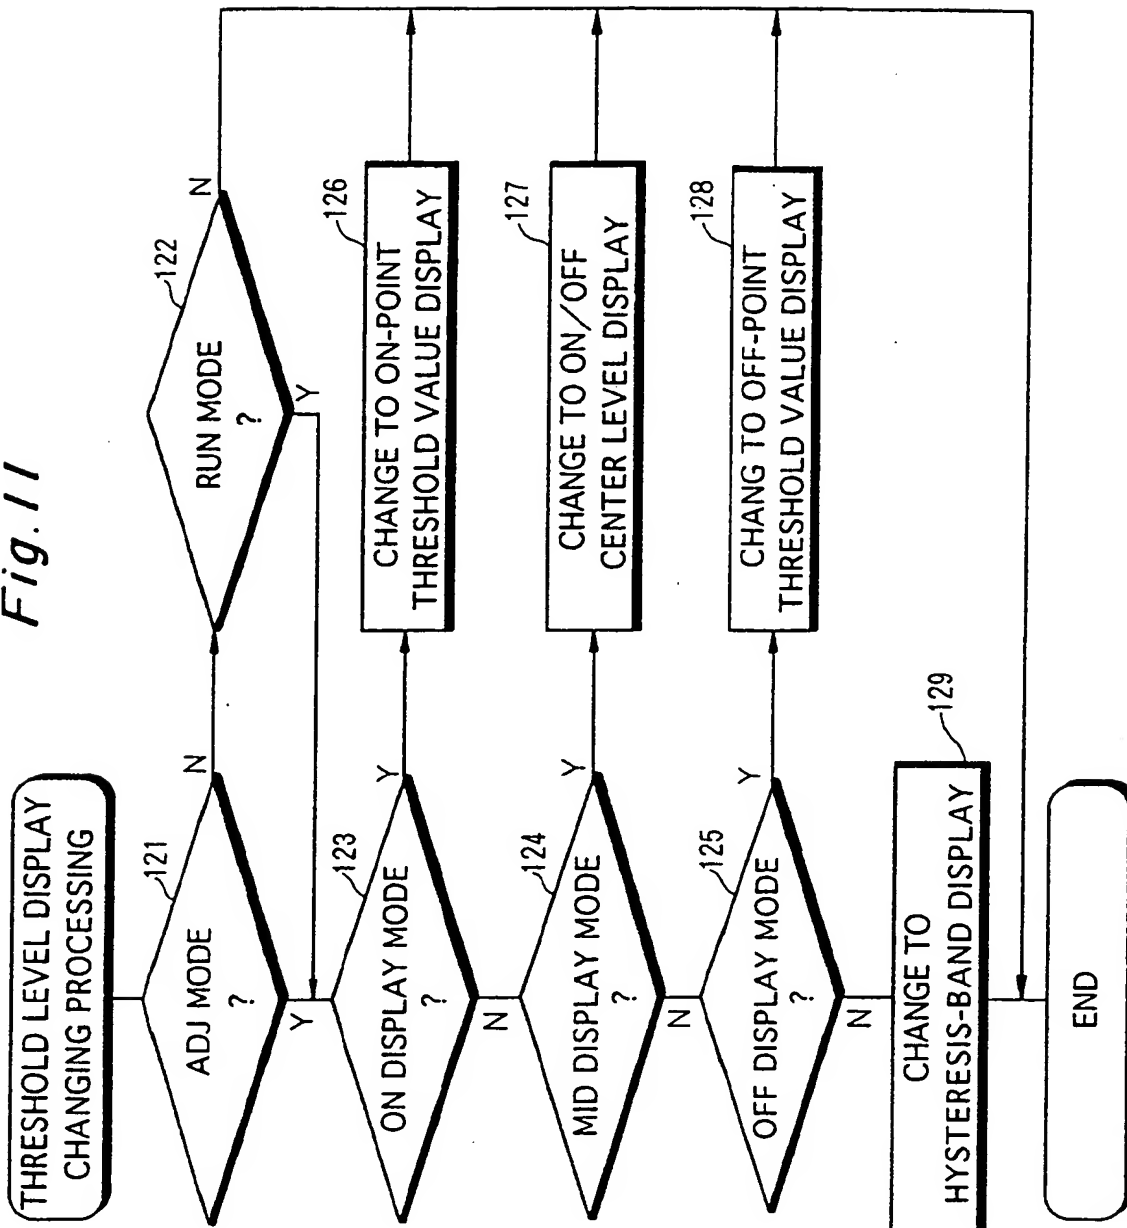 Fig. 11
THRESHOLD LEVEL DISPLAY
CHANGING PROCESSING
121
ADJ MODE
?
N
Y
122
RUN MODE
?
N
Y
123
ON DISPLAY MODE
?
Y
N
126
CHANGE TO ON-POINT
THRESHOLD VALUE DISPLAY
124
MID DISPLAY MODE
?
Y
N
127
CHANGE TO ON/OFF
CENTER LEVEL DISPLAY
125
OFF DISPLAY MODE
?
Y
N
128
CHANG TO OFF-POINT
THRESHOLD VALUE DISPLAY
129
CHANGE TO
HYSTERESIS-BAND DISPLAY
END